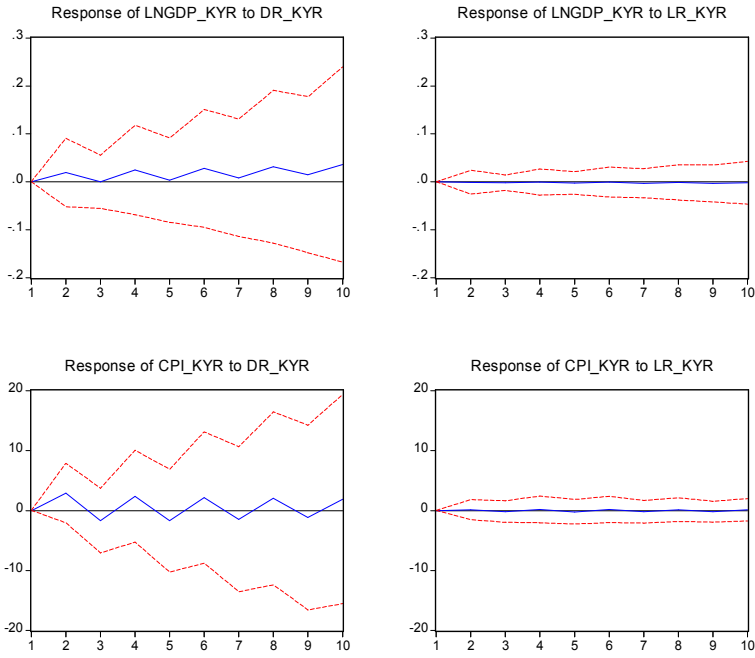 Response of LNGDP_KYR to DR_KYR
.3
.2
.1
.0
-.1
-.2
1 2 3 4 5 6 7 8 9 10
Response of LNGDP_KYR to LR_KYR
.3
.2
.1
.0
-.1
-.2
1 2 3 4 5 6 7 8 9 10
Response of CPI_KYR to DR_KYR
20
10
0
-10
-20
1 2 3 4 5 6 7 8 9 10
Response of CPI_KYR to LR_KYR
20
10
0
-10
-20
1 2 3 4 5 6 7 8 9 10